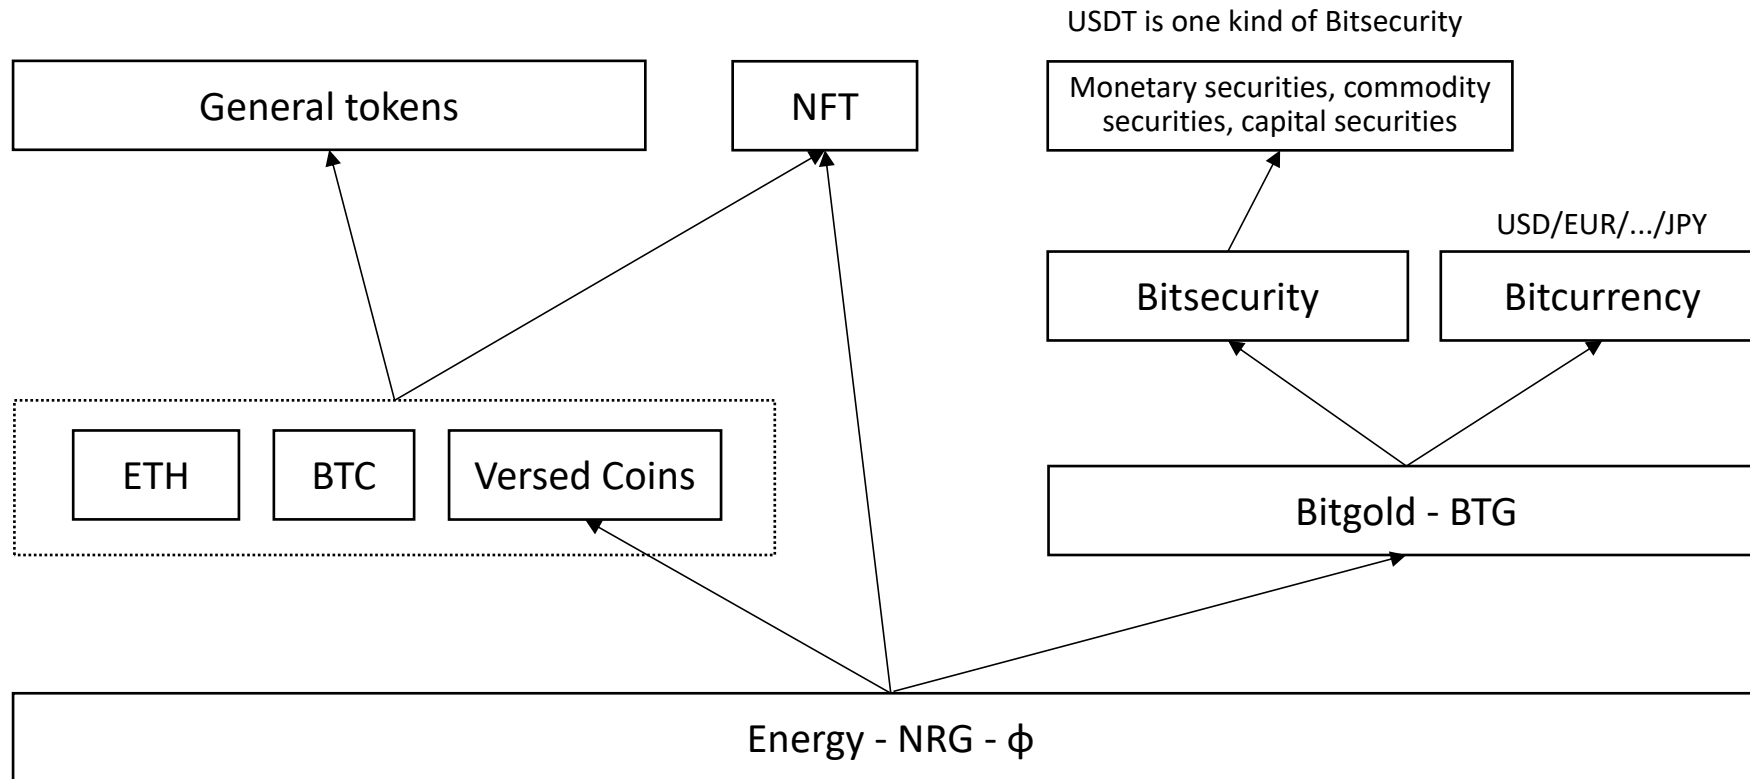 USDT is one kind of Bitsecurity
General tokens
NFT
Monetary securities, commodity
securities, capital securities
USD/EUR/.../JPY
Bitsecurity
Bitcurrency
ETH
BTC
Versed Coins
Bitgold - BTG
Energy - NRG - ϕ